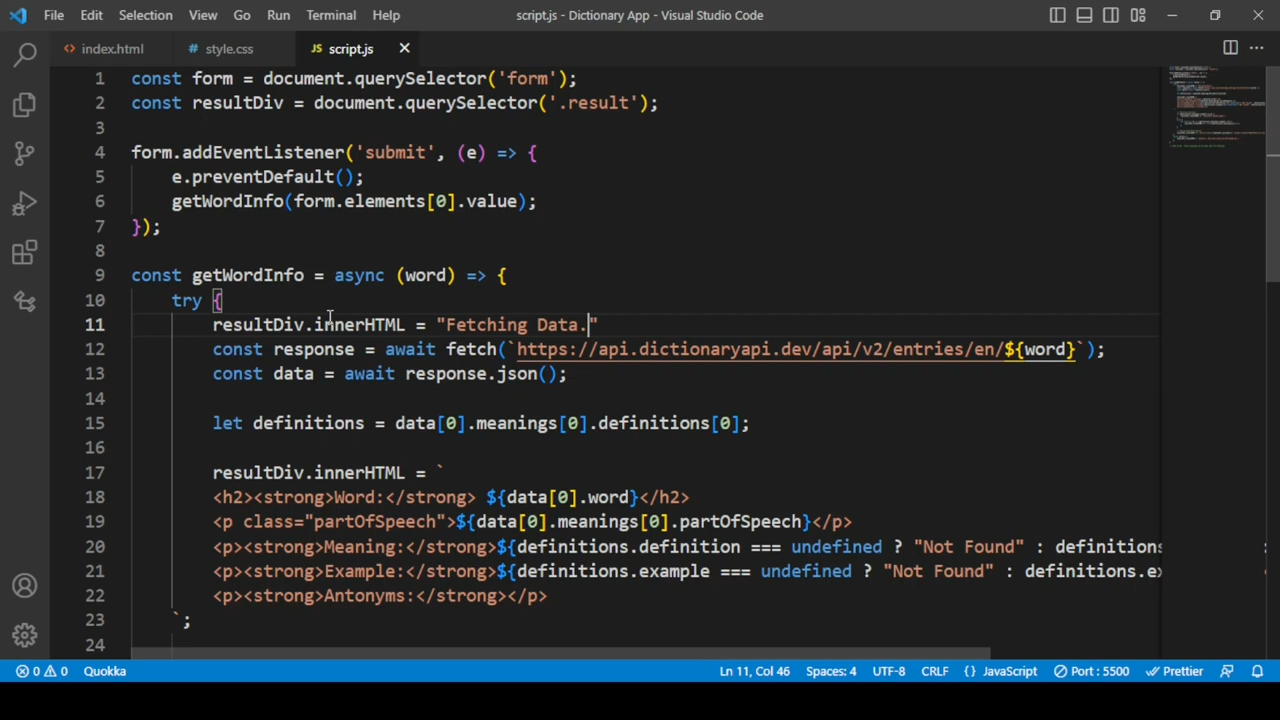 File Edit Selection View Go Run Terminal Help script.js - Dictionary App - Visual Studio Code
index.html style.css JS script.js
1 const form = document.querySelector('form');
2 const resultDiv = document.querySelector('.result');
3
4 form.addEventListener('submit', (e) => {
5 e.preventDefault();
6 getWordInfo(form.elements[0].value);
7 });
8
9 const getWordInfo = async (word) => {
10 try {
11 resultDiv.innerHTML = "Fetching Data."
12 const response = await fetch(`https://api.dictionaryapi.dev/api/v2/entries/en/${word}`);
13 const data = await response.json();
14
15 let definitions = data[0].meanings[0].definitions[0];
16
17 resultDiv.innerHTML = `
18 <h2><strong>Word:</strong> ${data[0].word}</h2>
19 <p class="partOfSpeech">${data[0].meanings[0].partOfSpeech}</p>
20 <p><strong>Meaning:</strong>${definitions.definition === undefined ? "Not Found" : definitions
21 <p><strong>Example:</strong>${definitions.example === undefined ? "Not Found" : definitions.ex
22 <p><strong>Antonyms:</strong></p>
23 `;
24
0 0 Quokka Ln 11, Col 46 Spaces: 4 UTF-8 CRLF {} JavaScript Port : 5500 Prettier